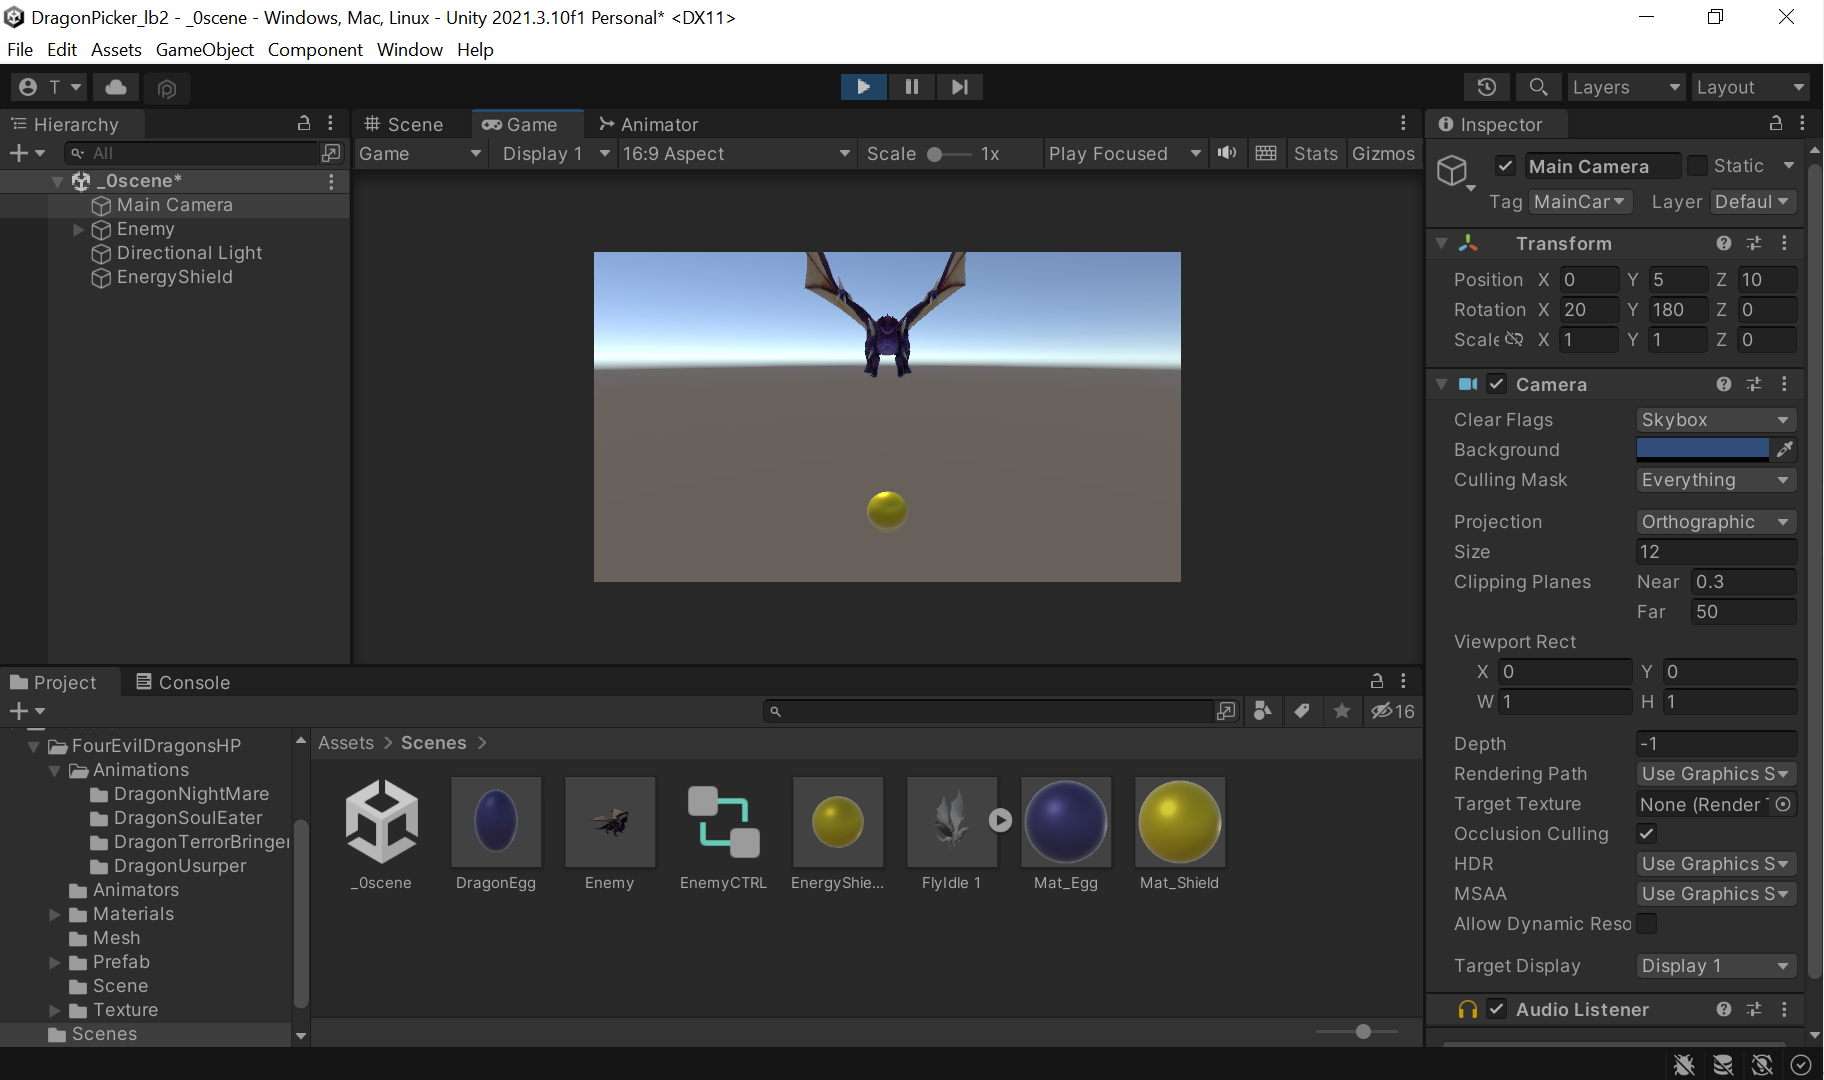 DragonPicker_lb2 - _0scene - Windows, Mac, Linux - Unity 2021.3.10f1 Personal* <DX11>
File Edit Assets GameObject Component Window Help
T Layers Layout
Hierarchy
All
_0scene*
Main Camera
Enemy
Directional Light
EnergyShield
Scene Game Animator
Game Display 1 16:9 Aspect Scale 1x Play Focused Stats Gizmos
Project Console
16
FourEvilDragonsHP
Animations
DragonNightMare
DragonSoulEater
DragonTerrorBringer
DragonUsurper
Animators
Materials
Mesh
Prefab
Scene
Texture
Scenes
Assets > Scenes >
_0scene DragonEgg Enemy EnemyCTRL EnergyShie... FlyIdle 1 Mat_Egg Mat_Shield
Inspector
Main Camera Static
Tag MainCar Layer Defaul
Transform
Position X 0 Y 5 Z 10
Rotation X 20 Y 180 Z 0
Scale X 1 Y 1 Z 0
Camera
Clear Flags Skybox
Background
Culling Mask Everything
Projection Orthographic
Size 12
Clipping Planes Near 0.3
Far 50
Viewport Rect
X 0 Y 0
W 1 H 1
Depth -1
Rendering Path Use Graphics S
Target Texture None (Render
Occlusion Culling
HDR Use Graphics S
MSAA Use Graphics S
Allow Dynamic Reso
Target Display Display 1
Audio Listener